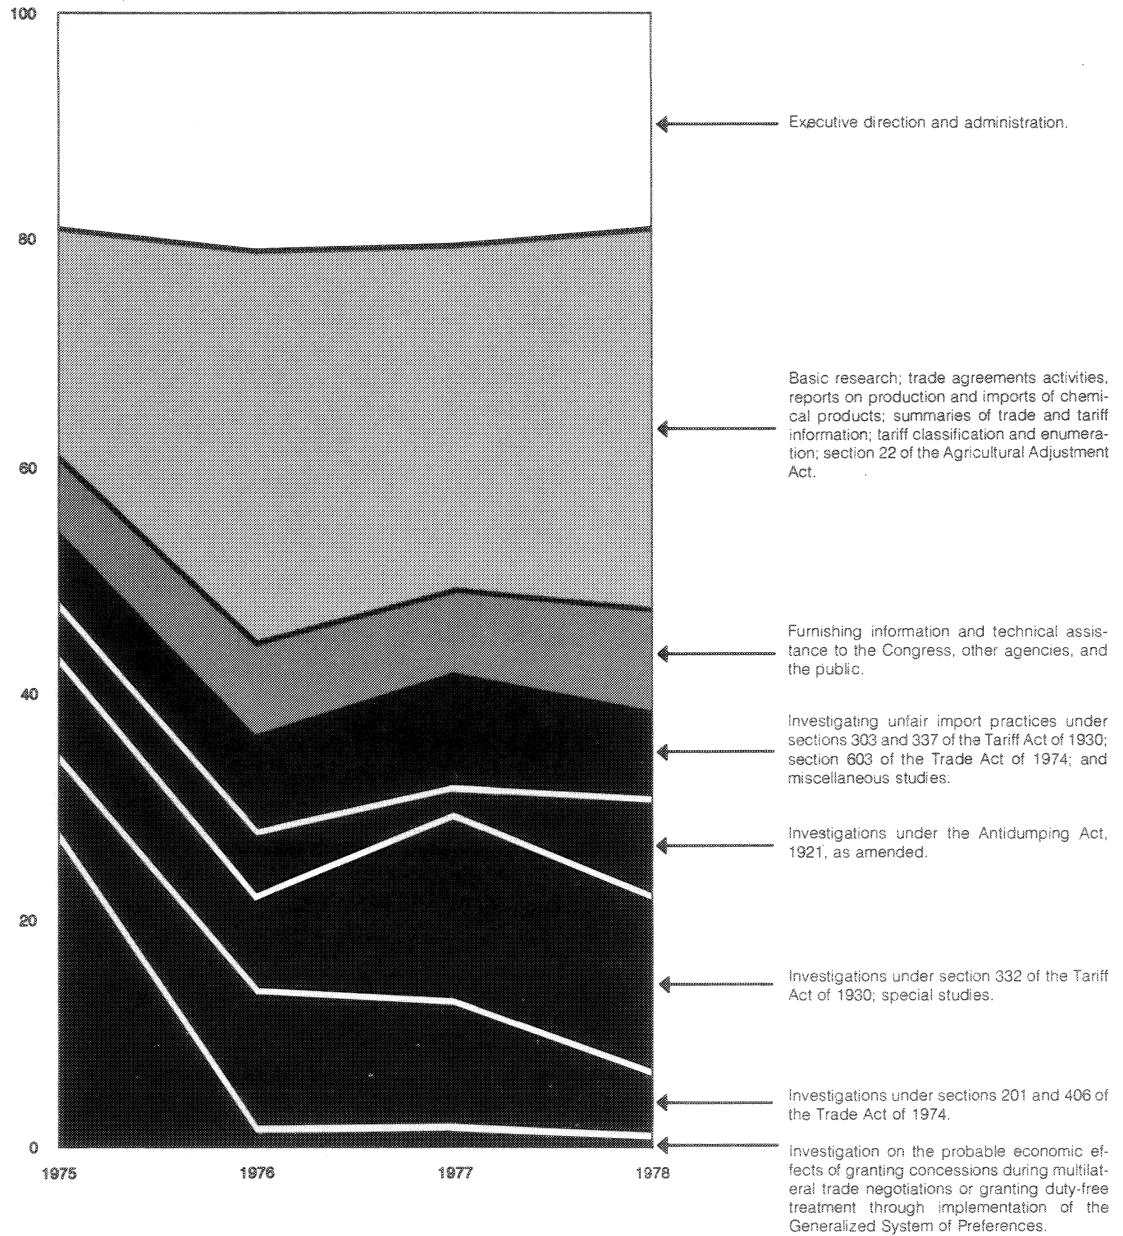 100
Executive direction and administration.
80
Basic research; trade agreements activities,
reports on production and imports of chemi-
cal products; summaries of trade and tariff
information; tariff classification and enumera-
tion; section 22 of the Agricultural Adjustment
Act.
60
Furnishing information and technical assis-
tance to the Congress, other agencies, and
the public.
40
Investigating unfair import practices under
sections 303 and 337 of the Tariff Act of 1930;
section 603 of the Trade Act of 1974; and
miscellaneous studies.
Investigations under the Antidumping Act,
1921, as amended.
20
Investigations under section 332 of the Tariff
Act of 1930; special studies.
Investigations under sections 201 and 406 of
the Trade Act of 1974.
0
Investigation on the probable economic ef-
fects of granting concessions during multilat-
eral trade negotiations or granting duty-free
treatment through implementation of the
Generalized System of Preferences.
1975 1976 1977 1978